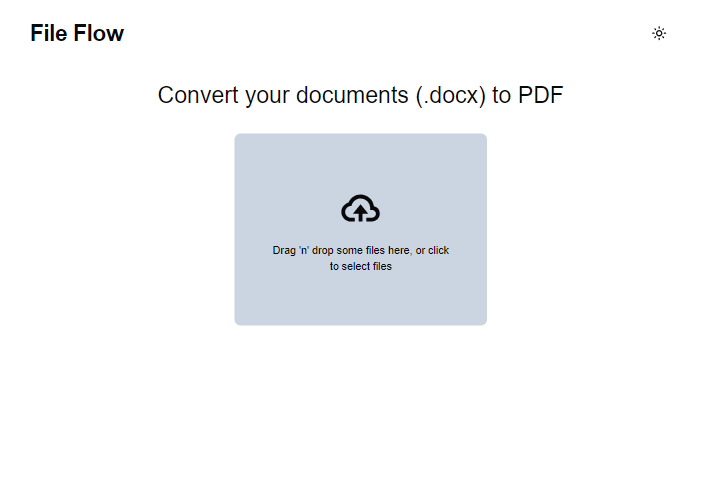 File Flow
Convert your documents (.docx) to PDF
Drag 'n' drop some files here, or click
to select files